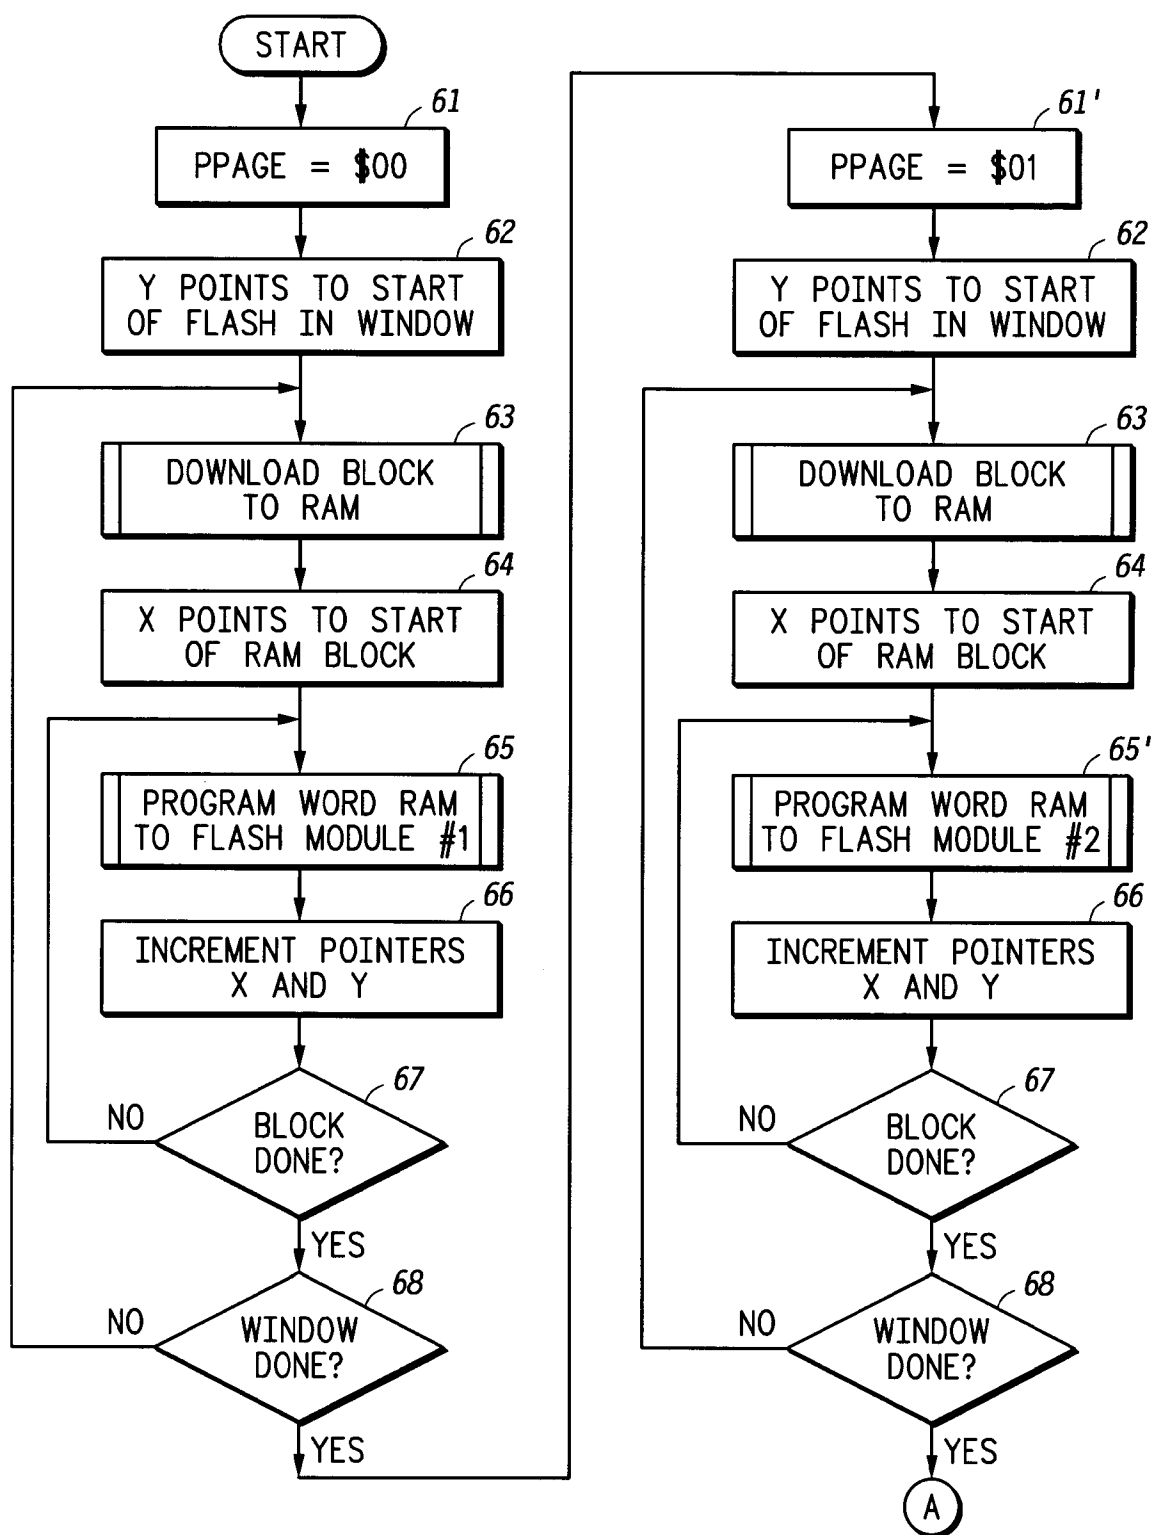 START
61
PPAGE = $00
62
Y POINTS TO START
OF FLASH IN WINDOW
63
DOWNLOAD BLOCK
TO RAM
64
X POINTS TO START
OF RAM BLOCK
65
PROGRAM WORD RAM
TO FLASH MODULE #1
66
INCREMENT POINTERS
X AND Y
67
BLOCK
DONE?
NO
YES
68
WINDOW
DONE?
NO
YES
61'
PPAGE = $01
62
Y POINTS TO START
OF FLASH IN WINDOW
63
DOWNLOAD BLOCK
TO RAM
64
X POINTS TO START
OF RAM BLOCK
65'
PROGRAM WORD RAM
TO FLASH MODULE #2
66
INCREMENT POINTERS
X AND Y
67
BLOCK
DONE?
NO
YES
68
WINDOW
DONE?
NO
YES
A